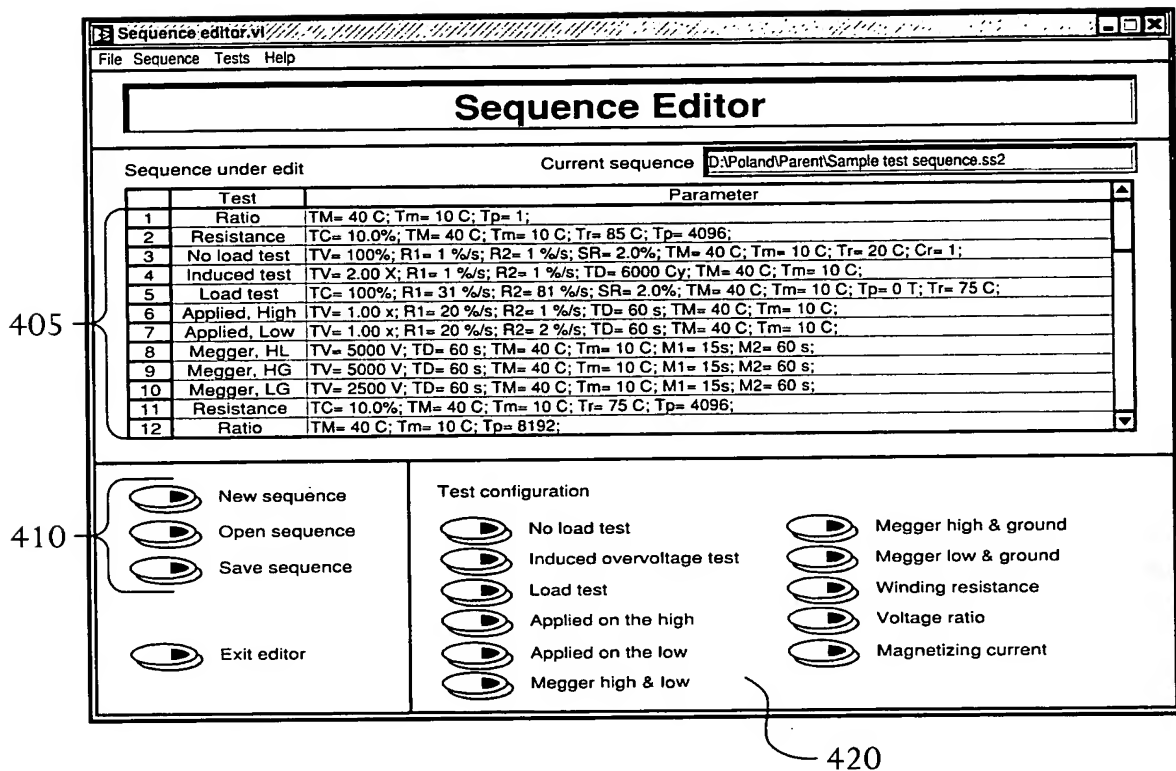 Sequence editor.vi
File Sequence Tests Help
Sequence Editor
Sequence under edit
Current sequence D:\Poland\Parent\Sample test sequence.ss2
Test Parameter
1 Ratio TM= 40 C; Tm= 10 C; Tp= 1;
2 Resistance TC= 10.0%; TM= 40 C; Tm= 10 C; Tr= 85 C; Tp= 4096;
3 No load test TV= 100%; R1= 1 %/s; R2= 1 %/s; SR= 2.0%; TM= 40 C; Tm= 10 C; Tr= 20 C; Cr= 1;
4 Induced test TV= 2.00 X; R1= 1 %/s; R2= 1 %/s; TD= 6000 Cy; TM= 40 C; Tm= 10 C;
5 Load test TC= 100%; R1= 31 %/s; R2= 81 %/s; SR= 2.0%; TM= 40 C; Tm= 10 C; Tp= 0 T; Tr= 75 C;
6 Applied, High TV= 1.00 x; R1= 20 %/s; R2= 1 %/s; TD= 60 s; TM= 40 C; Tm= 10 C;
7 Applied, Low TV= 1.00 x; R1= 20 %/s; R2= 2 %/s; TD= 60 s; TM= 40 C; Tm= 10 C;
8 Megger, HL TV= 5000 V; TD= 60 s; TM= 40 C; Tm= 10 C; M1= 15s; M2= 60 s;
9 Megger, HG TV= 5000 V; TD= 60 s; TM= 40 C; Tm= 10 C; M1= 15s; M2= 60 s;
10 Megger, LG TV= 2500 V; TD= 60 s; TM= 40 C; Tm= 10 C; M1= 15s; M2= 60 s;
11 Resistance TC= 10.0%; TM= 40 C; Tm= 10 C; Tr= 75 C; Tp= 4096;
12 Ratio TM= 40 C; Tm= 10 C; Tp= 8192;
405
410
New sequence
Open sequence
Save sequence
Exit editor
Test configuration
No load test
Induced overvoltage test
Load test
Applied on the high
Applied on the low
Megger high & low
Megger high & ground
Megger low & ground
Winding resistance
Voltage ratio
Magnetizing current
420